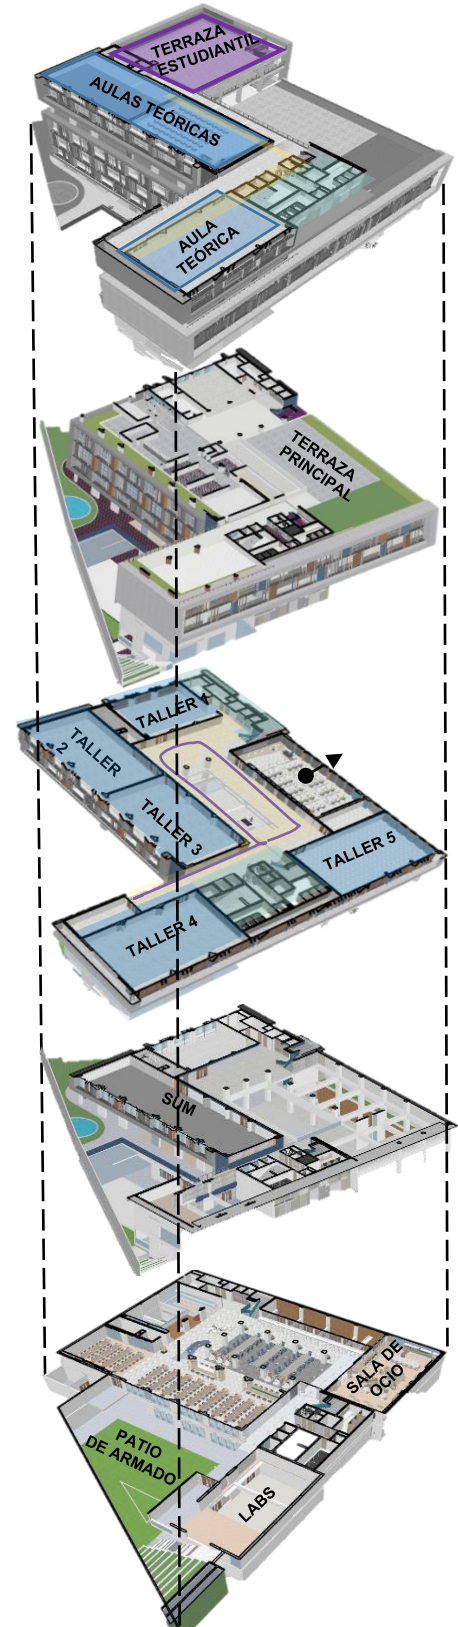 TERRAZA
ESTUDIANTIL
AULAS TEÓRICAS
AULA
TEÓRICA
TERRAZA
PRINCIPAL
TALLER 1
TALLER
2
TALLER 3
TALLER 5
TALLER 4
SUM
SALA DE
OCIO
PATIO
DE ARMADO
LABS